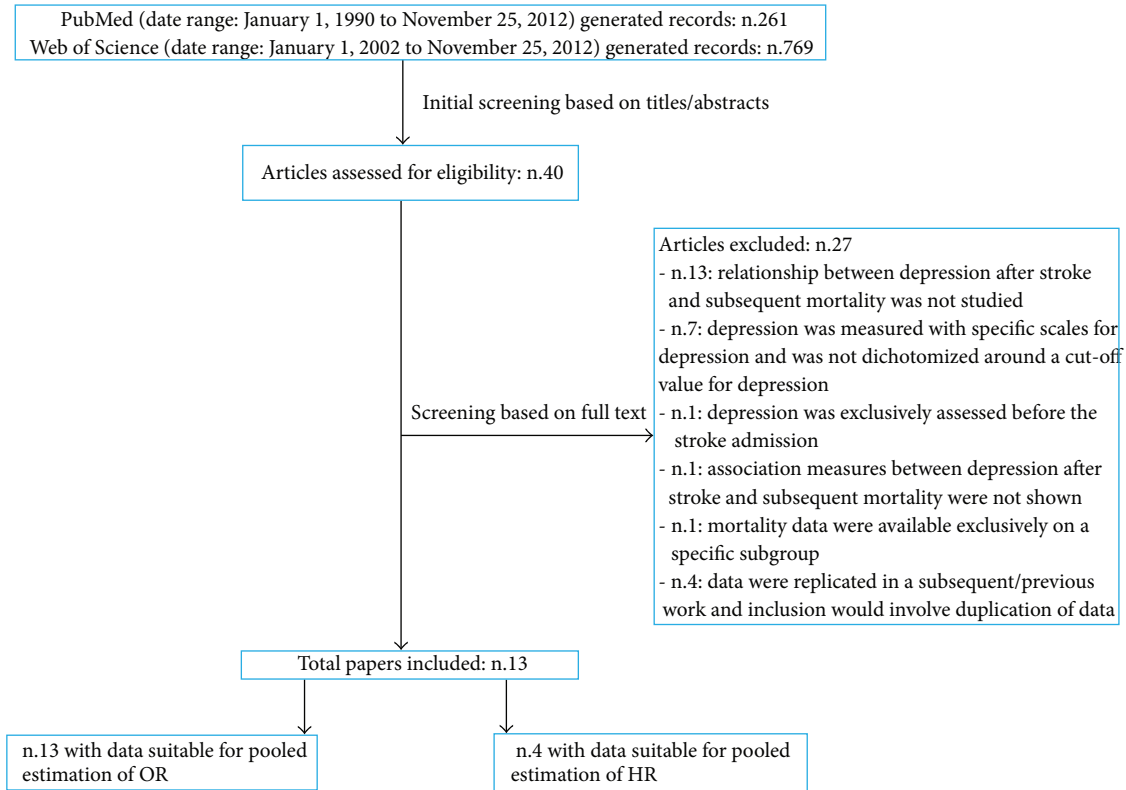 PubMed (date range: January 1, 1990 to November 25, 2012) generated records: n.261
Web of Science (date range: January 1, 2002 to November 25, 2012) generated records: n.769
Initial screening based on titles/abstracts
Articles assessed for eligibility: n.40
Articles excluded: n.27
- n.13: relationship between depression after stroke
and subsequent mortality was not studied
- n.7: depression was measured with specific scales for
depression and was not dichotomized around a cut-off
value for depression
- n.1: depression was exclusively assessed before the
stroke admission
- n.1: association measures between depression after
stroke and subsequent mortality were not shown
- n.1: mortality data were available exclusively on a
specific subgroup
- n.4: data were replicated in a subsequent/previous
work and inclusion would involve duplication of data
Screening based on full text
Total papers included: n.13
n.13 with data suitable for pooled
estimation of OR
n.4 with data suitable for pooled
estimation of HR